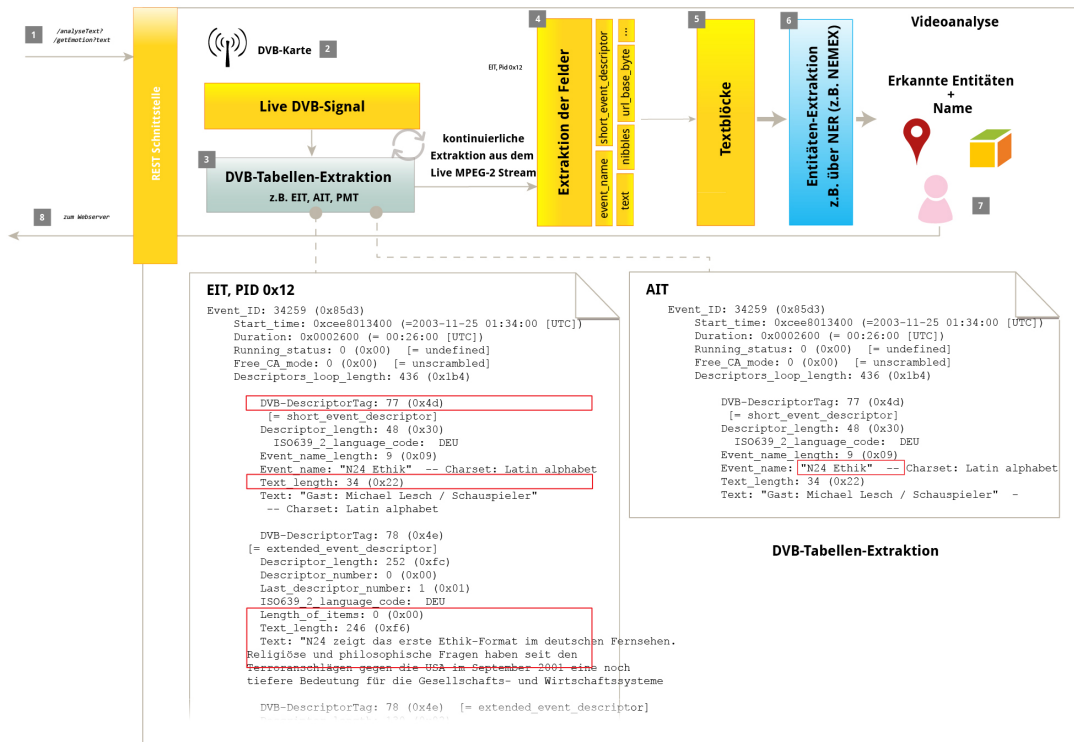 1
/analyseText?
/getEmotion?text
REST Schnittstelle
8
zum Webserver
DVB-Karte
2
Live DVB-Signal
3
DVB-Tabellen-Extraktion
z.B. EIT, AIT, PMT
kontinuierliche
Extraktion aus dem
Live MPEG-2 Stream
EIT, Pid 0x12
4
Extraktion der Felder
event_name
short_event_descriptor
text
nibbles
url_base_byte
...
5
Textblöcke
6
Entitäten-Extraktion
z.B. über NER (z.B. NEMEX)
Videoanalyse
Erkannte Entitäten
+
Name
7
EIT, PID 0x12
Event_ID: 34259 (0x85d3)
Start_time: 0xcee8013400 (=2003-11-25 01:34:00 [UTC])
Duration: 0x0002600 (= 00:26:00 [UTC])
Running_status: 0 (0x00) [= undefined]
Free_CA_mode: 0 (0x00) [= unscrambled]
Descriptors_loop_length: 436 (0x1b4)
DVB-DescriptorTag: 77 (0x4d)
[= short_event_descriptor]
Descriptor_length: 48 (0x30)
ISO639_2_language_code: DEU
Event_name_length: 9 (0x09)
Event_name: "N24 Ethik" -- Charset: Latin alphabet
Text_length: 34 (0x22)
Text: "Gast: Michael Lesch / Schauspieler"
-- Charset: Latin alphabet
DVB-DescriptorTag: 78 (0x4e)
[= extended_event_descriptor]
Descriptor_length: 252 (0xfc)
Descriptor_number: 0 (0x00)
Last_descriptor_number: 1 (0x01)
ISO639_2_language_code: DEU
Length_of_items: 0 (0x00)
Text_length: 246 (0xf6)
Text: "N24 zeigt das erste Ethik-Format im deutschen Fernsehen.
Religiöse und philosophische Fragen haben seit den
Terroranschlägen gegen die USA im September 2001 eine noch
tiefere Bedeutung für die Gesellschafts- und Wirtschaftssysteme
DVB-DescriptorTag: 78 (0x4e) [= extended_event_descriptor]
AIT
Event_ID: 34259 (0x85d3)
Start_time: 0xcee8013400 (=2003-11-25 01:34:00 [UTC])
Duration: 0x0002600 (= 00:26:00 [UTC])
Running_status: 0 (0x00) [= undefined]
Free_CA_mode: 0 (0x00) [= unscrambled]
Descriptors_loop_length: 436 (0x1b4)
DVB-DescriptorTag: 77 (0x4d)
[= short_event_descriptor]
Descriptor_length: 48 (0x30)
ISO639_2_language_code: DEU
Event_name_length: 9 (0x09)
Event_name: "N24 Ethik" -- Charset: Latin alphabet
Text_length: 34 (0x22)
Text: "Gast: Michael Lesch / Schauspieler" -
DVB-Tabellen-Extraktion